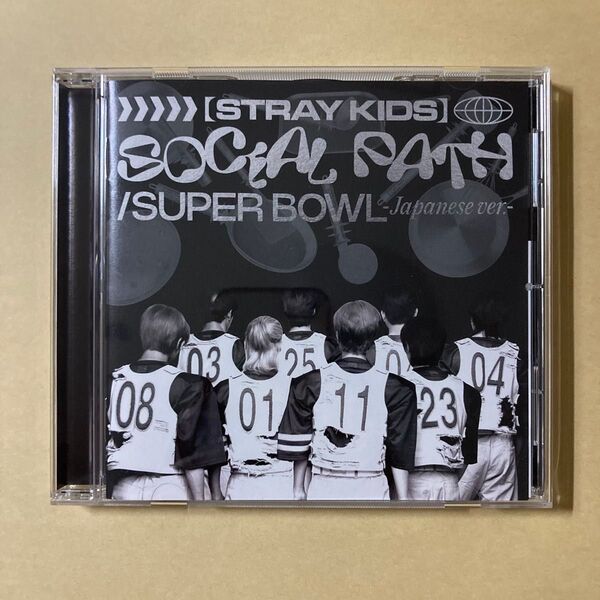 [STRAY KIDS]
SOCIAL PATH
/SUPER BOWL -Japanese ver.-
03 25 0 04
08 01 11 23